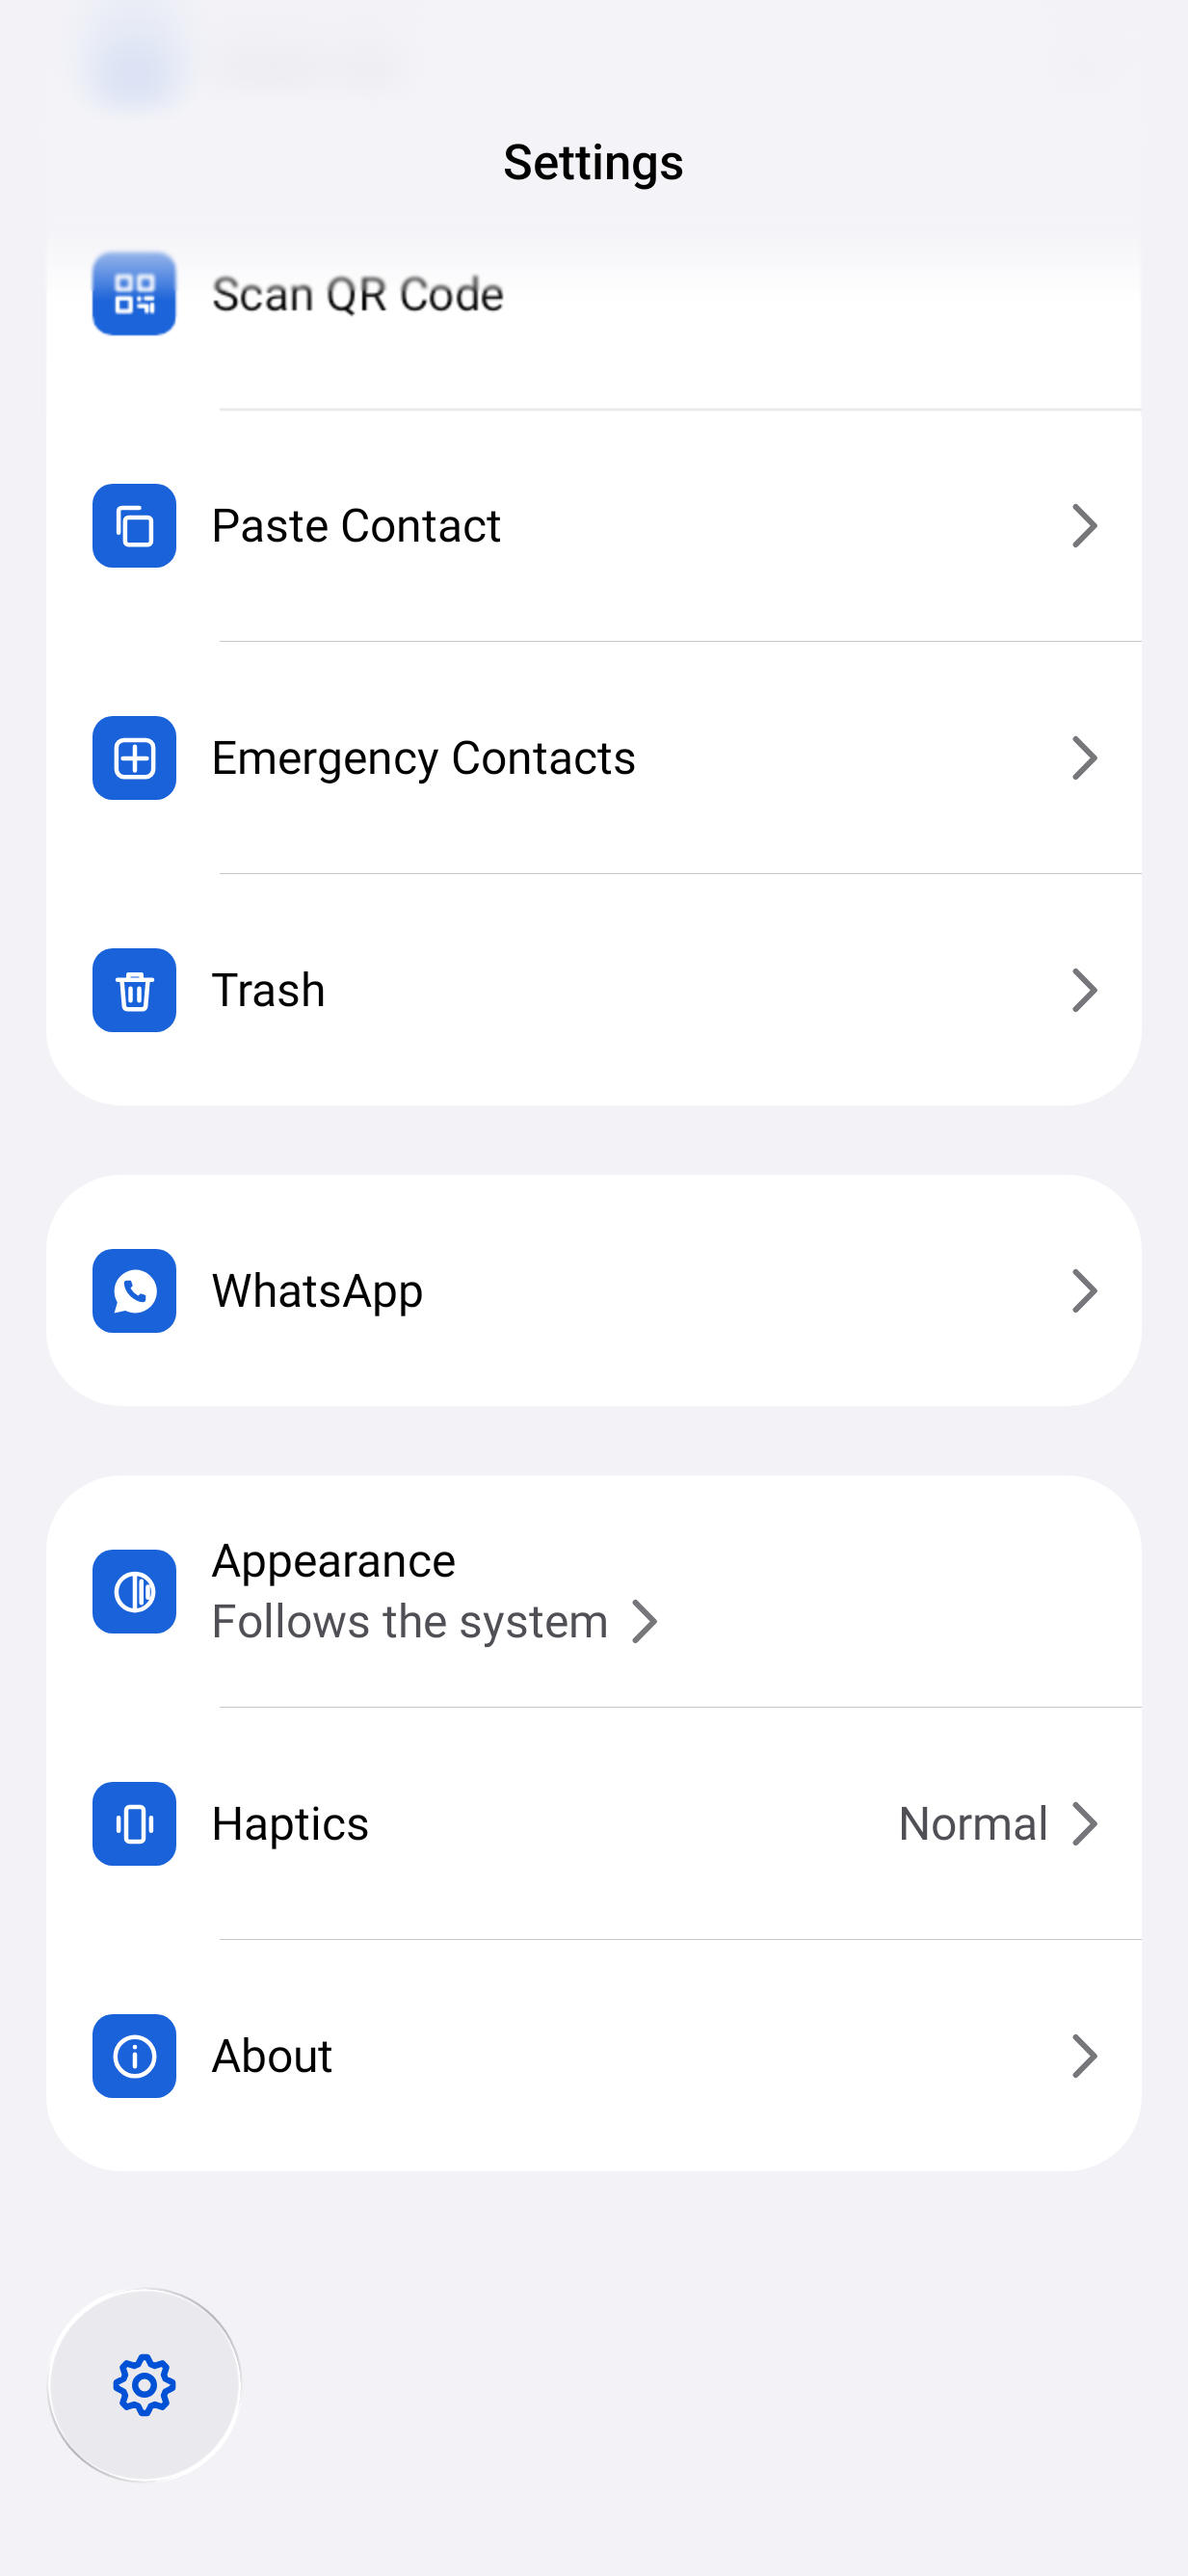 Settings
Scan QR Code
Paste Contact
Emergency Contacts
Trash
WhatsApp
Appearance
Follows the system
Haptics
Normal
About